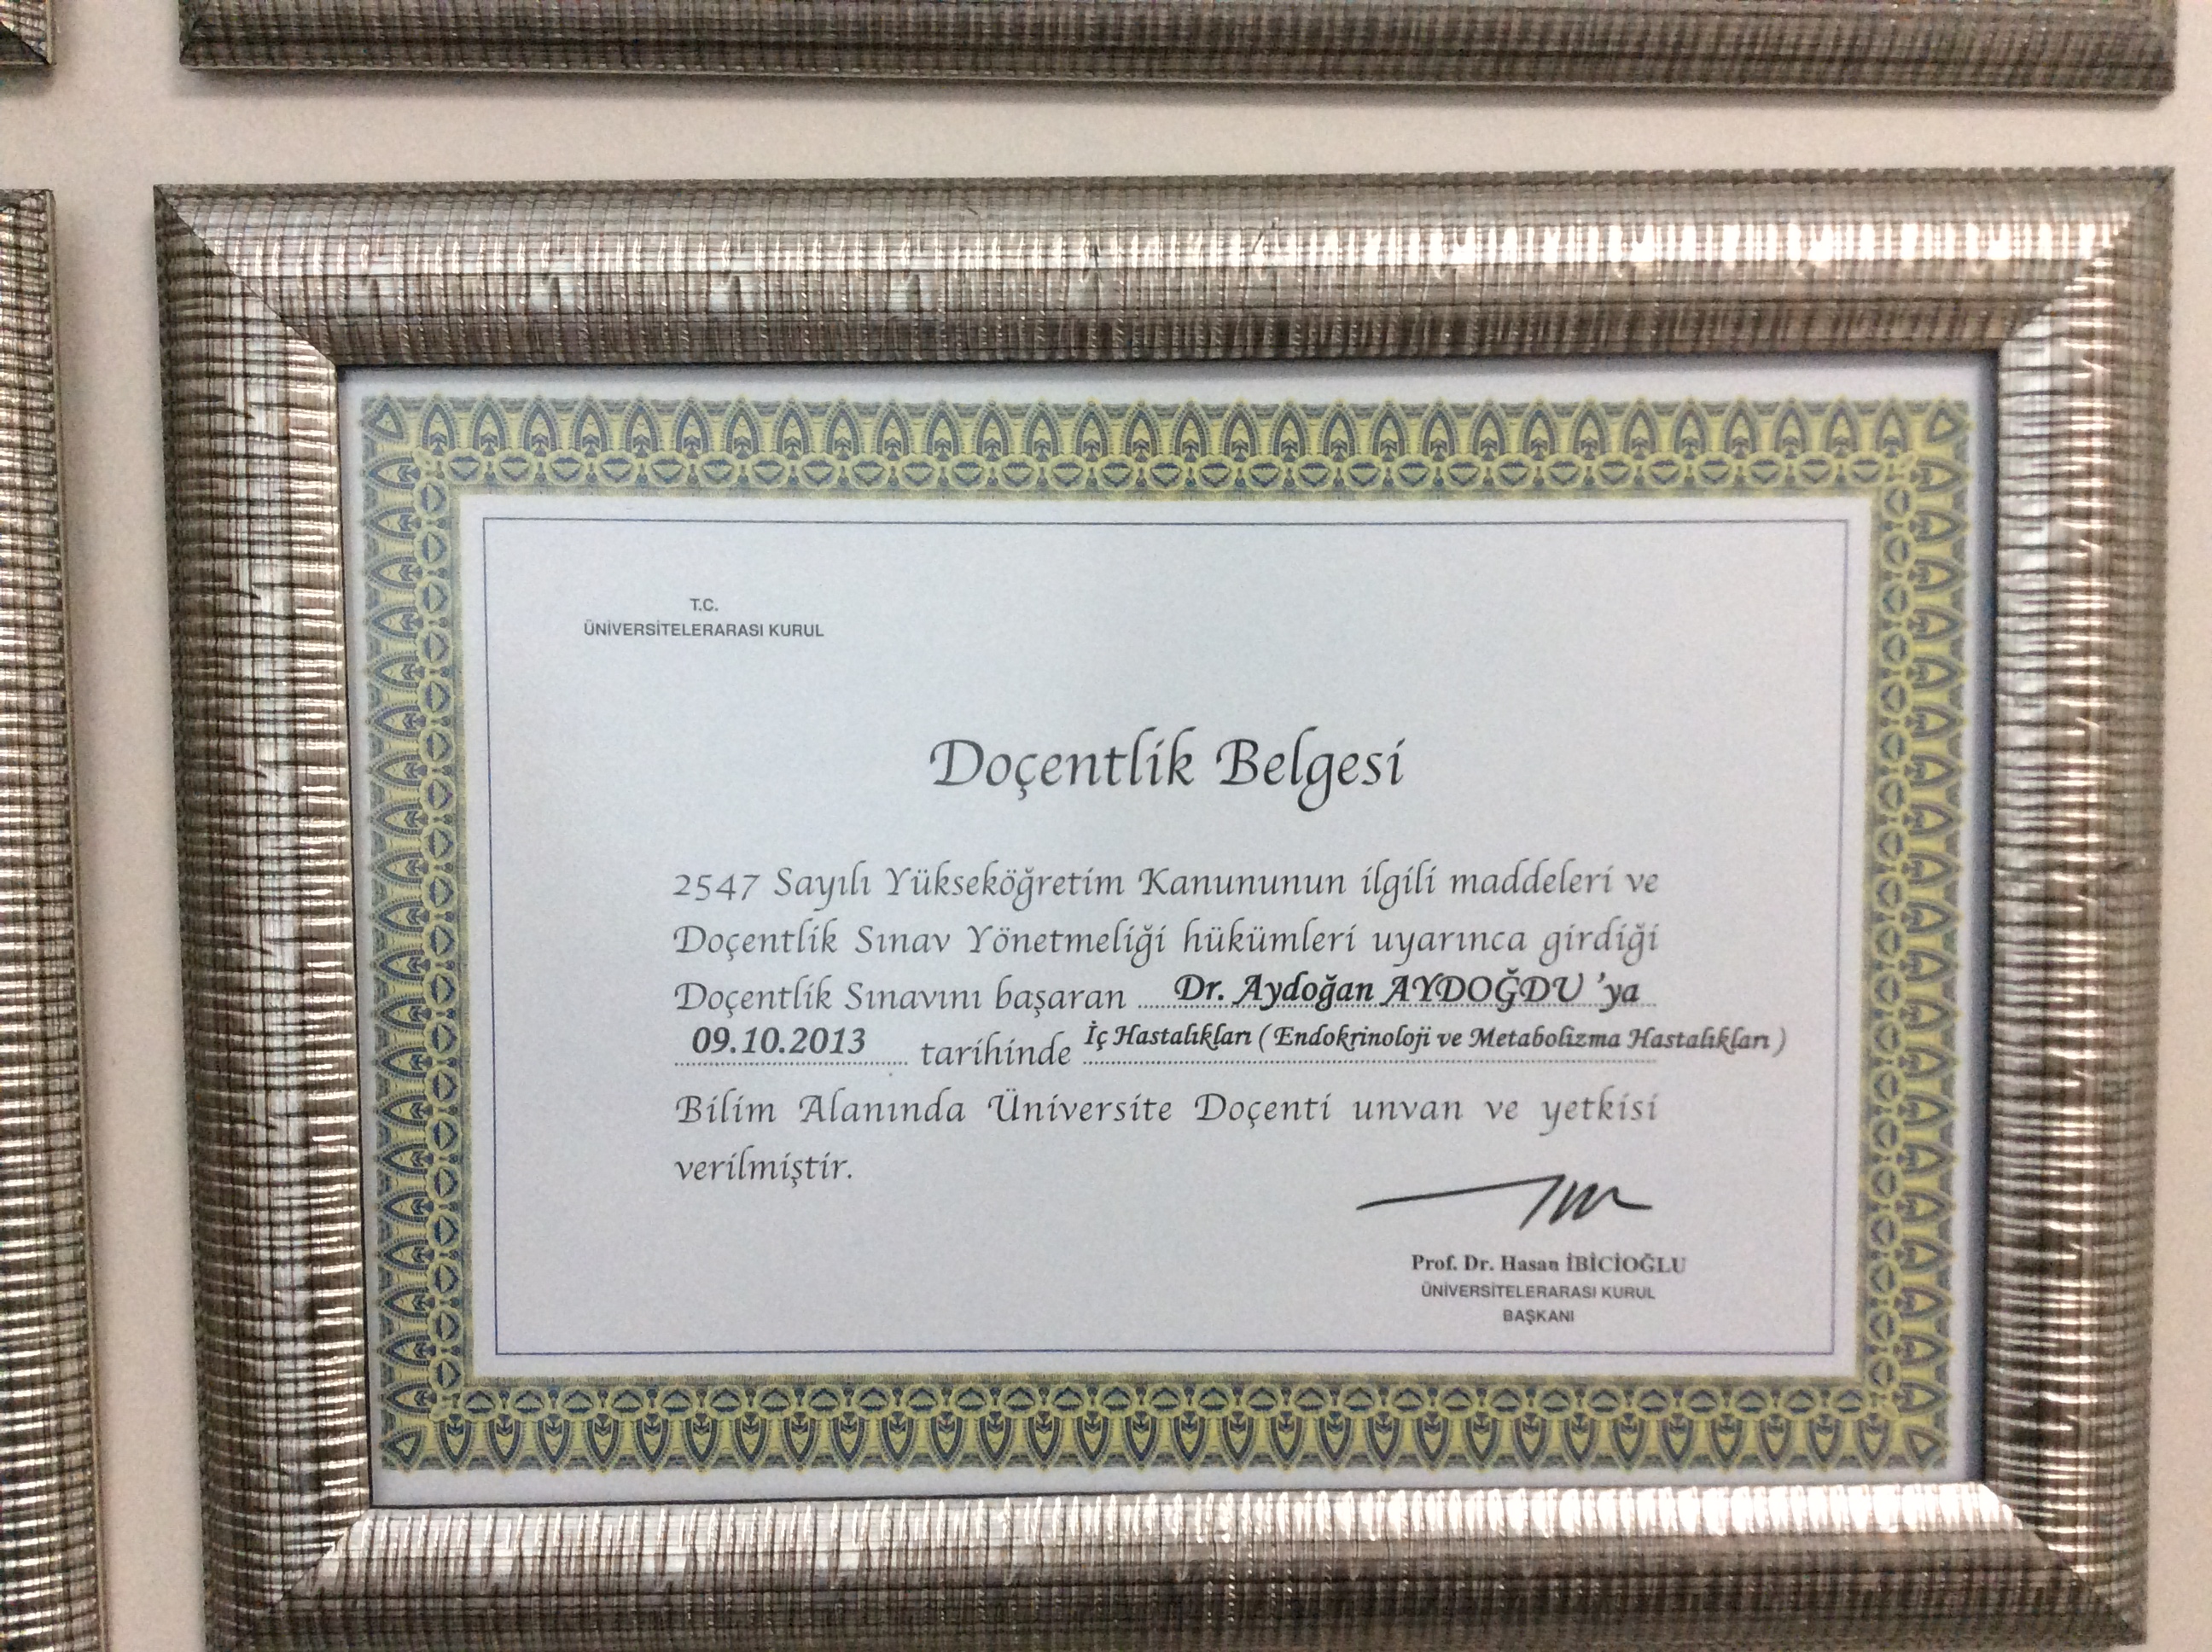 T.C.
ÜNİVERSİTELERARASI KURUL
Doçentlik Belgesi
2547 Sayılı Yükseköğretim Kanununun ilgili maddeleri ve
Doçentlik Sınav Yönetmeliği hükümleri uyarınca girdiği
Doçentlik Sınavını başaran Dr. Aydoğan AYDOĞDU 'ya
09.10.2013 tarihinde İç Hastalıkları ( Endokrinoloji ve Metabolizma Hastalıkları )
Bilim Alanında Üniversite Doçenti unvan ve yetkisi
verilmiştir.
Prof. Dr. Hasan İBİCİOĞLU
ÜNİVERSİTELERARASI KURUL
BAŞKANI